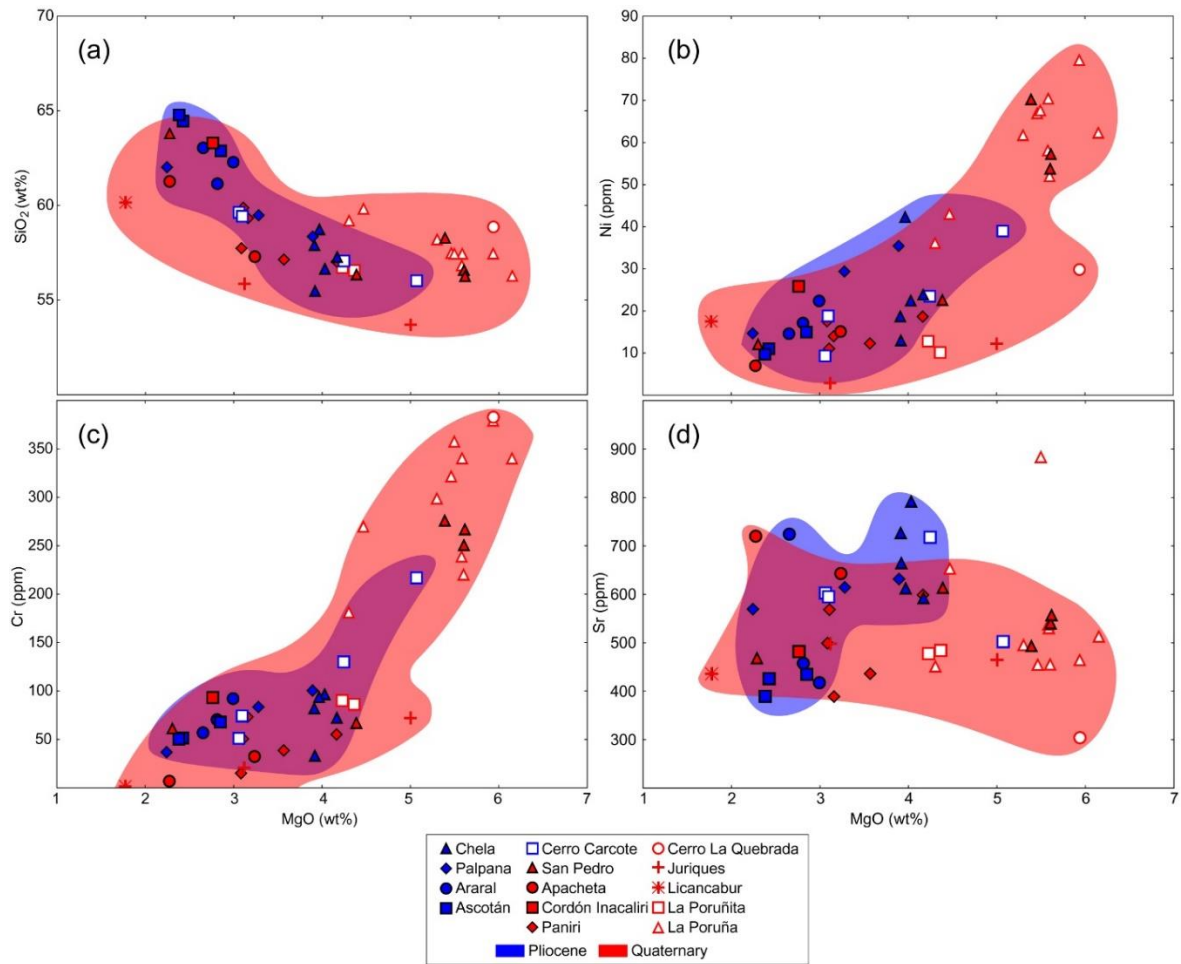 70
65
60
55
SiO2 (wt%)
(a)
90
80
70
60
50
40
30
20
10
Ni (ppm)
(b)
350
300
250
200
150
100
50
Cr (ppm)
(c)
1 2 3 4 5 6 7
MgO (wt%)
900
800
700
600
500
400
300
Sr (ppm)
(d)
1 2 3 4 5 6 7
MgO (wt%)
Chela Cerro Carcote Cerro La Quebrada
Palpana San Pedro Juriques
Araral Apacheta Licancabur
Ascotán Cordón Inacaliri La Poruñita
Paniri La Poruña
Pliocene Quaternary